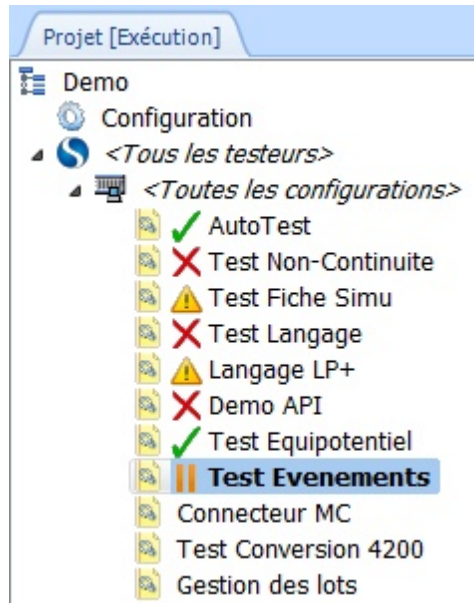 Projet [Exécution]
Demo
Configuration
<Tous les testeurs>
<Toutes les configurations>
AutoTest
Test Non-Continuite
Test Fiche Simu
Test Langage
Langage LP+
Demo API
Test Equipotentiel
Test Evenements
Connecteur MC
Test Conversion 4200
Gestion des lots